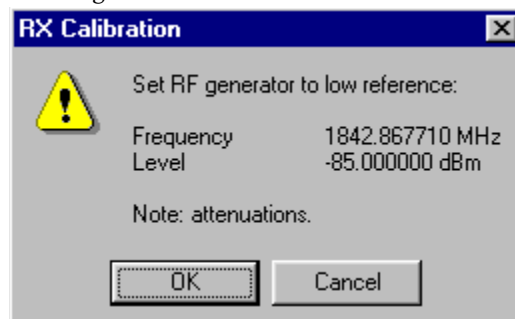 RX Calibration
Set RF generator to low reference:
Frequency 1842.867710 MHz
Level -85.000000 dBm
Note: attenuations.
OK Cancel